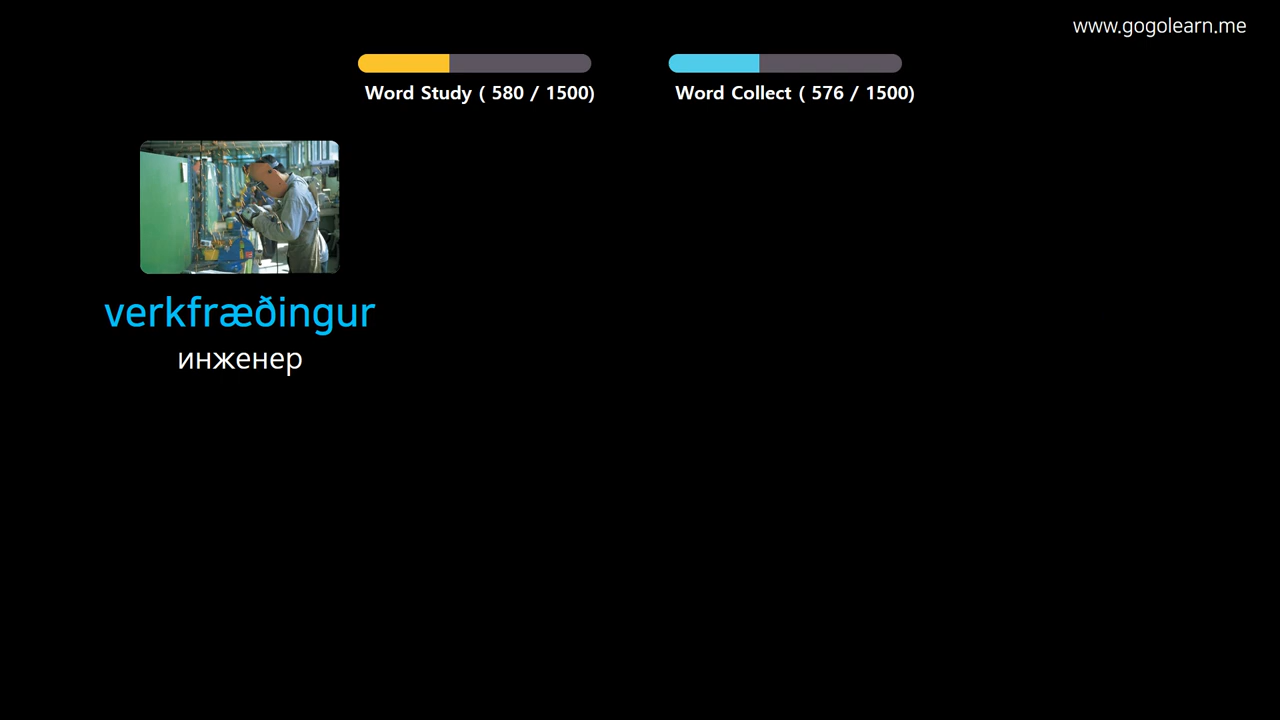 www.gogolearn.me
Word Study ( 580 / 1500)
Word Collect ( 576 / 1500)
verkfræðingur
инженер